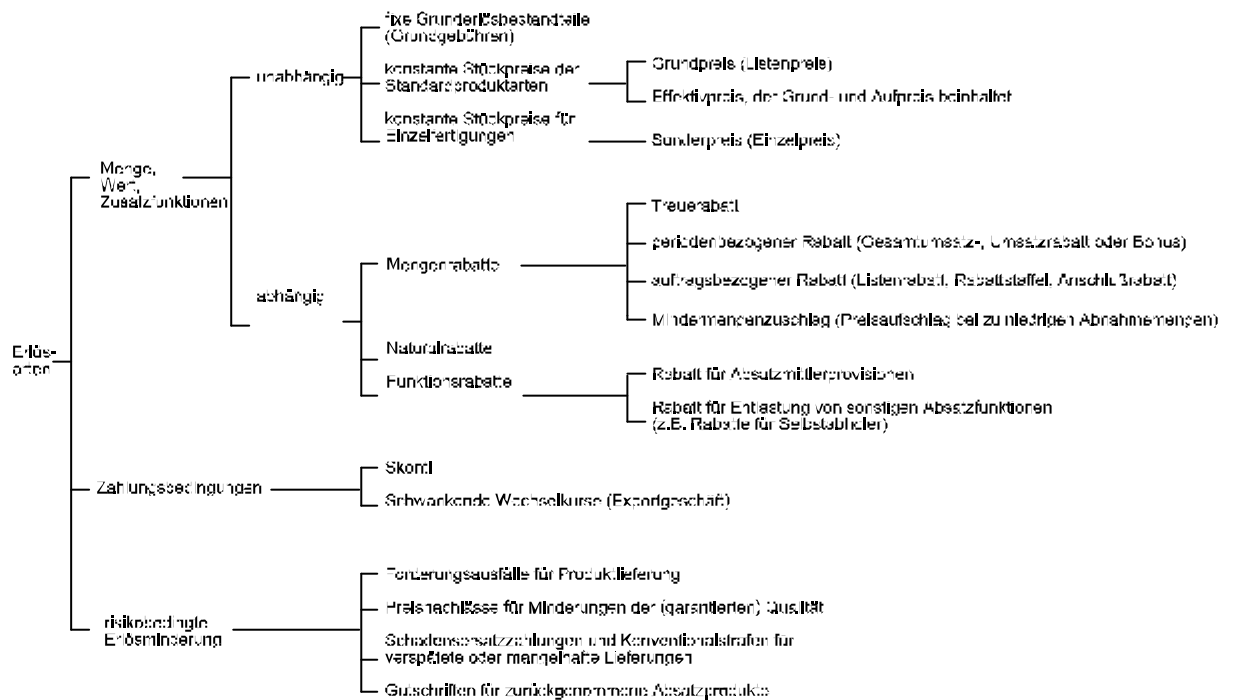 fixe Grunderlösbestandteile
(Grundgebühren)
unabhängig
konstante Stückpreise der
Standardproduktarten
Grundpreis (Listenpreis)
Effektivpreis, der Grund- und Aufpreis beinhaltet
konstante Stückpreise für
Einzelfertigungen
Sonderpreis (Einzelpreis)
Menge,
Wert,
Zusatzfunktionen
Treuerabatt
periodenbezogener Rabatt (Gesamtumsatz-, Umsatzrabatt oder Bonus)
Mengenrabatte
auftragsbezogener Rabatt (Listenrabatt, Rabattstaffel, Anschlußrabatt)
abhängig
Mindermengenzuschlag (Preisaufschlag bei zu niedrigen Abnahmemengen)
Erlös-
arten
Naturalrabatte
Funktionsrabatte
Rabatt für Absatzmittlerprovisionen
Rabatt für Entlastung von sonstigen Absatzfunktionen
(z.B. Rabatte für Selbstabholer)
Zahlungsbedingungen
Skonti
Schwankende Wechselkurse (Exportgeschäft)
risikobedingte
Erlösminderung
Forderungsausfälle für Produktlieferung
Preisnachlässe für Minderungen der (garantierten) Qualität
Schadensersatzzahlungen und Konventionalstrafen für
verspätete oder mangelhafte Lieferungen
Gutschriften für zurückgenommene Absatzprodukte